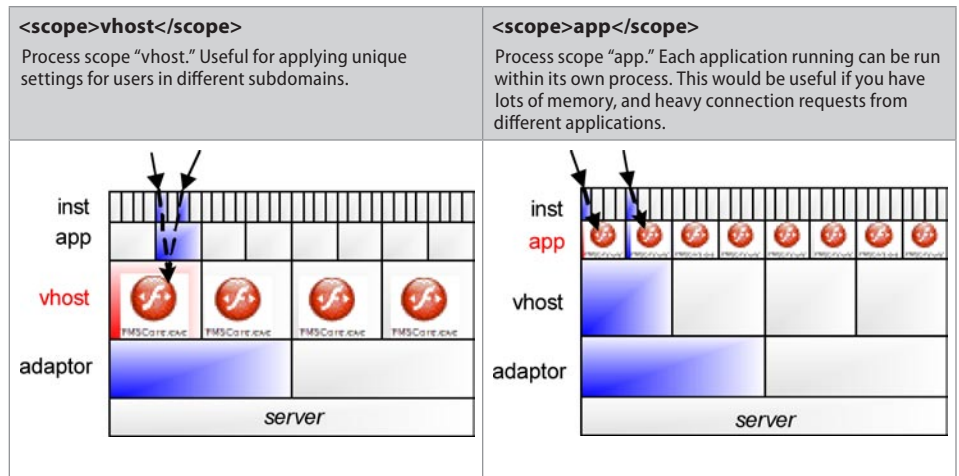 <scope>vhost</scope>
Process scope “vhost.” Useful for applying unique
settings for users in different subdomains.
<scope>app</scope>
Process scope “app.” Each application running can be run
within its own process. This would be useful if you have
lots of memory, and heavy connection requests from
different applications.
inst
app
vhost
FMSCore.exe FMSCore.exe FMSCore.exe FMSCore.exe
adaptor
server
inst
app
vhost
adaptor
server